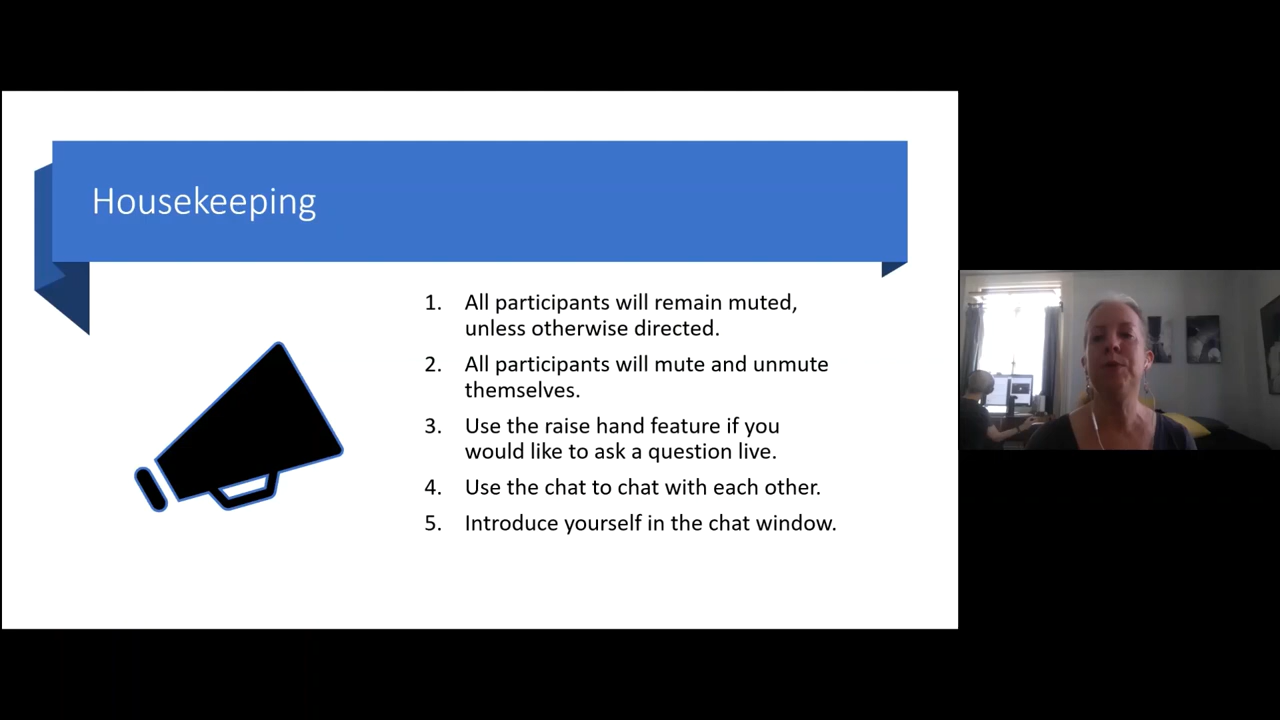 Housekeeping
1. All participants will remain muted,
unless otherwise directed.
2. All participants will mute and unmute
themselves.
3. Use the raise hand feature if you
would like to ask a question live.
4. Use the chat to chat with each other.
5. Introduce yourself in the chat window.